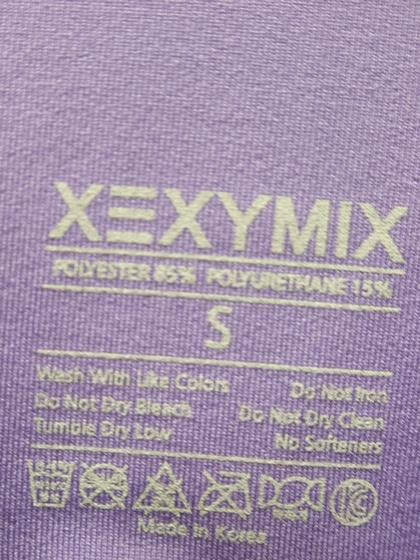 XEXYMIX
POLYESTER 85% POLYURETHANE 15%
S
Wash With Like Colors
Do Not Dry Bleach
Tumble Dry Low
Do Not Iron
Do Not Dry Clean
No Softeners
Made in Korea